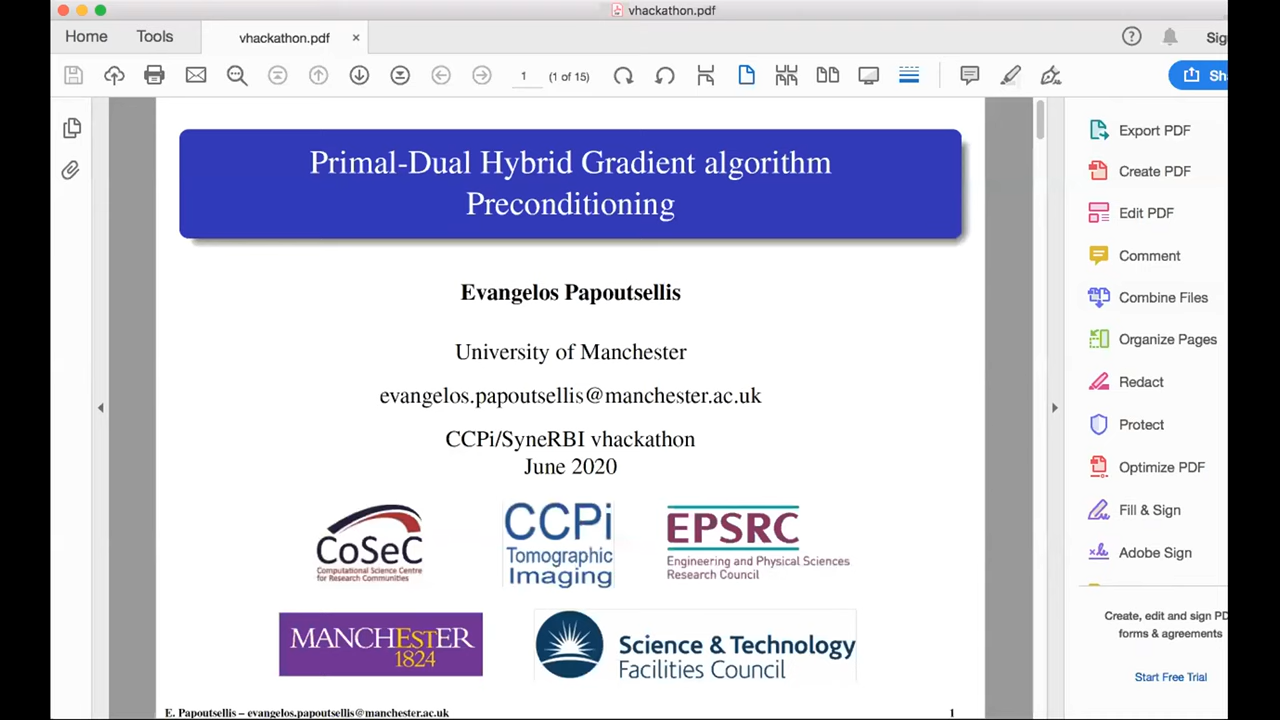 vhackathon.pdf
Home
Tools
vhackathon.pdf
×
?
Sig
1
(1 of 15)
Sh
Primal-Dual Hybrid Gradient algorithm
Preconditioning
Evangelos Papoutsellis
University of Manchester
evangelos.papoutsellis@manchester.ac.uk
CCPi/SyneRBI vhackathon
June 2020
CoSeC
Computational Science Centre
for Research Communities
CCPi
Tomographic
Imaging
EPSRC
Engineering and Physical Sciences
Research Council
MANCHESTER
1824
Science & Technology
Facilities Council
E. Papoutsellis – evangelos.papoutsellis@manchester.ac.uk
1
Export PDF
Create PDF
Edit PDF
Comment
Combine Files
Organize Pages
Redact
Protect
Optimize PDF
Fill & Sign
Adobe Sign
Create, edit and sign PD
forms & agreements
Start Free Trial